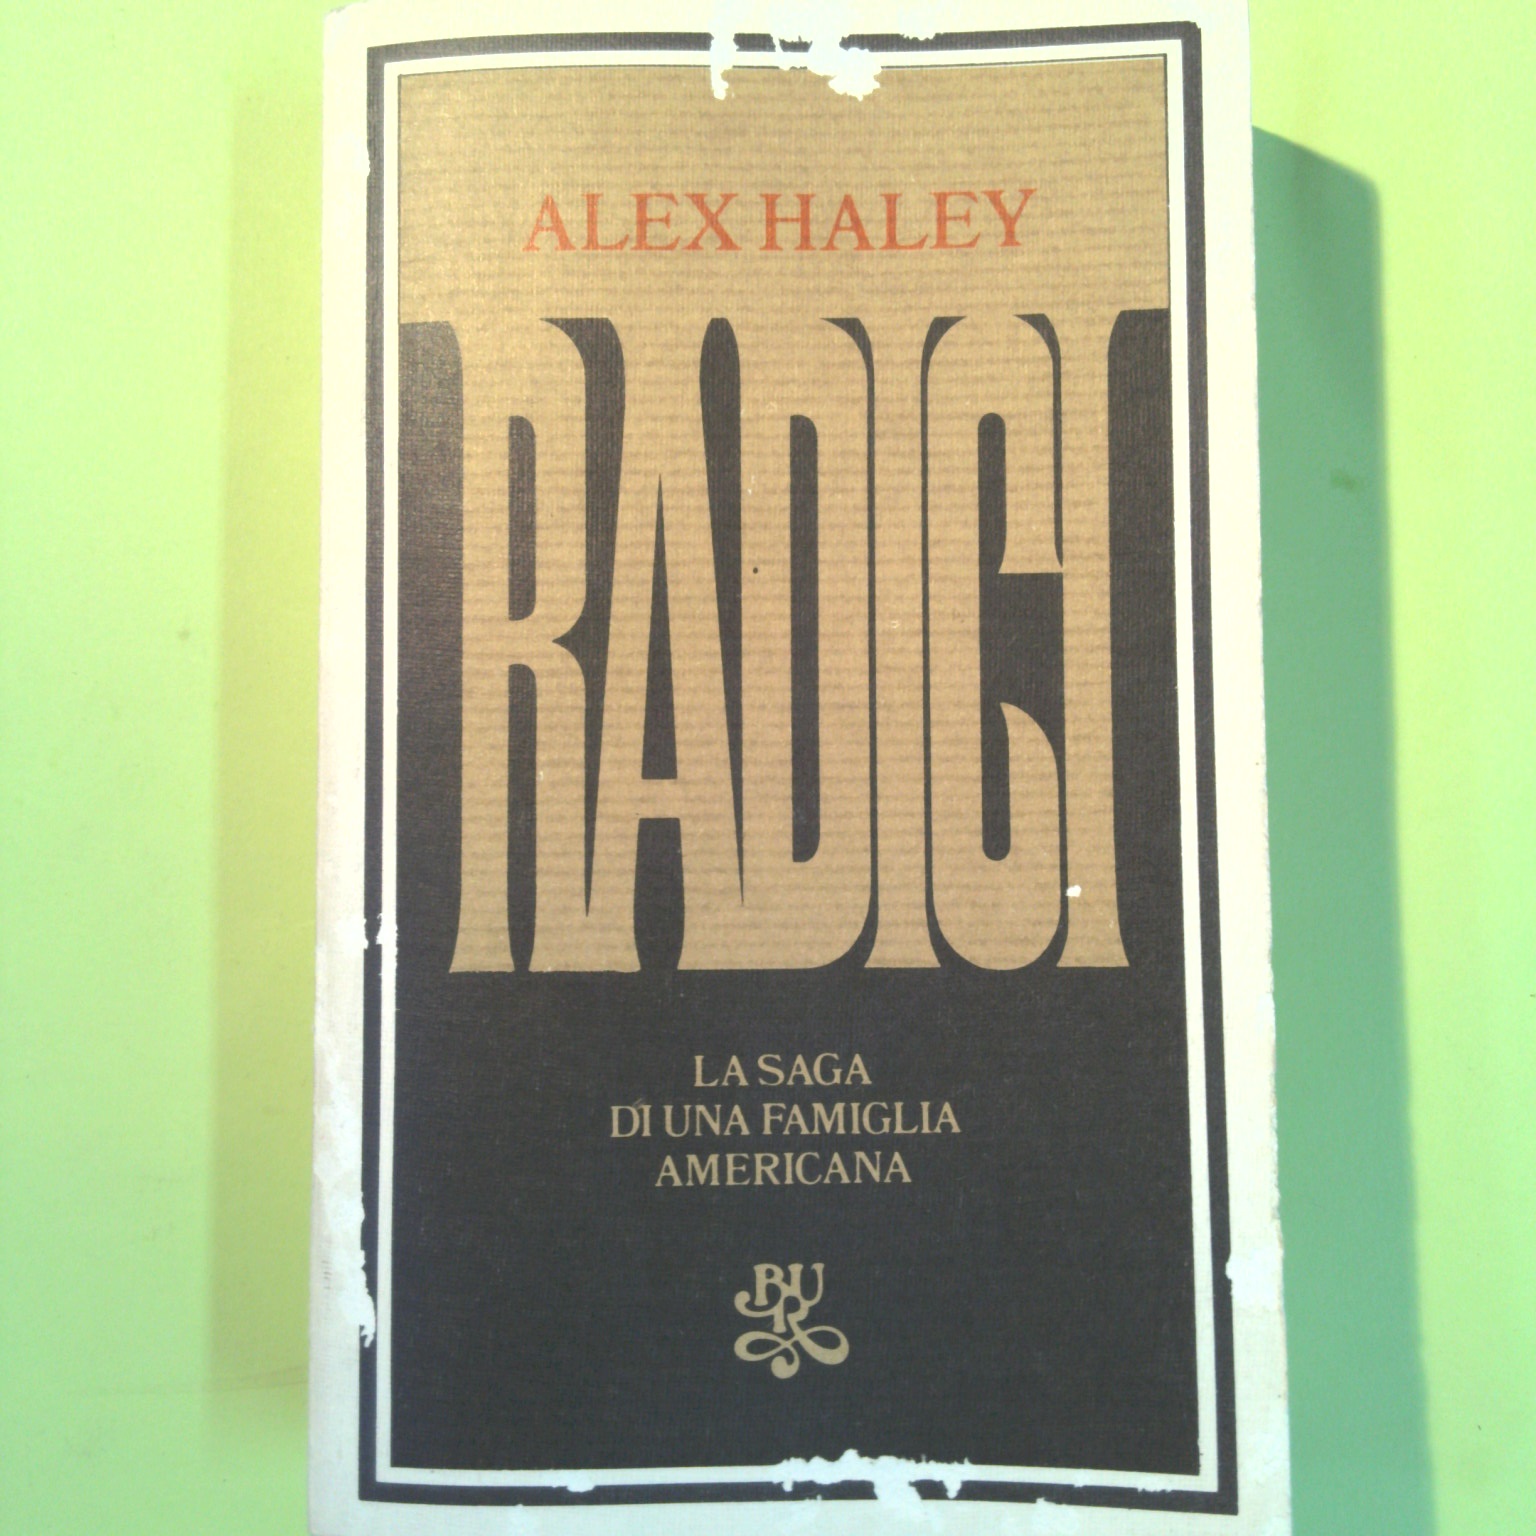 ALEX HALEY
RADICI
LA SAGA
DI UNA FAMIGLIA
AMERICANA
BUR